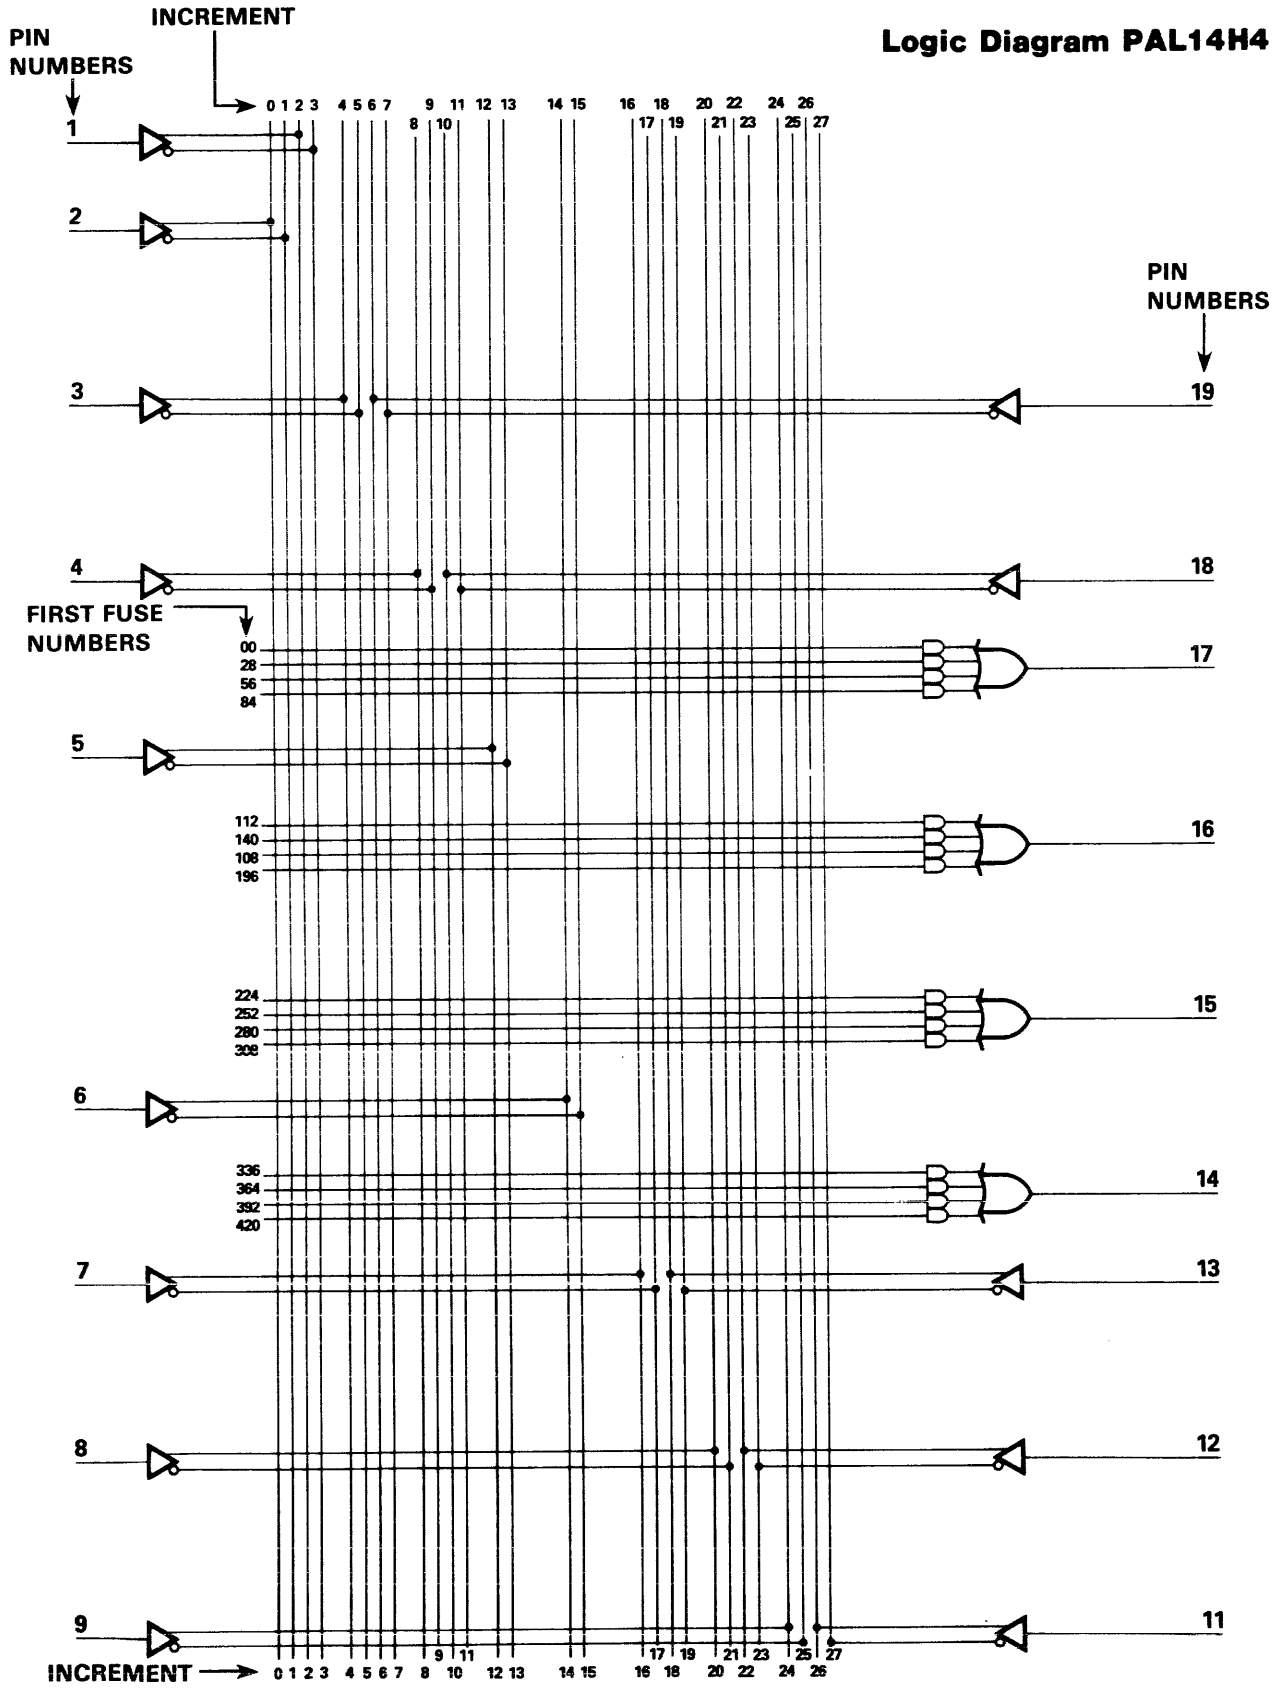 INCREMENT
Logic Diagram PAL14H4
PIN
NUMBERS
0 1 2 3 4 5 6 7 9 11 12 13 14 15 16 18 20 22 24 26
8 10 17 19 21 23 25 27
1
2
PIN
NUMBERS
3
19
4
18
FIRST FUSE
NUMBERS
00
28
56
84
17
5
112
140
108
196
16
224
252
280
308
15
6
336
364
392
420
14
7
13
8
12
9
11
9 11 17 19 21 23 25 27
INCREMENT
0 1 2 3 4 5 6 7 8 10 12 13 14 15 16 18 20 22 24 26